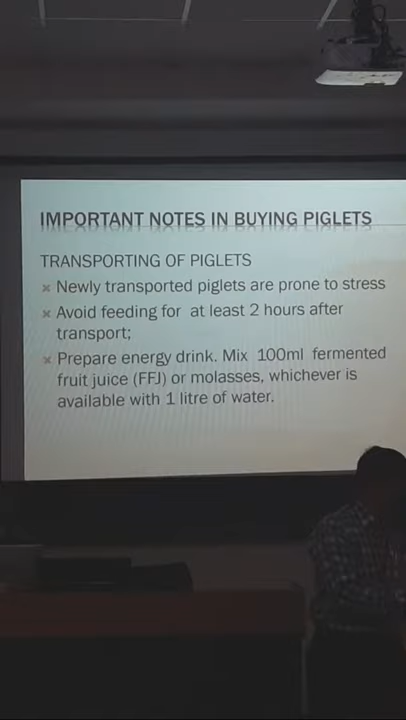 IMPORTANT NOTES IN BUYING PIGLETS
TRANSPORTING OF PIGLETS
Newly transported piglets are prone to stress
Avoid feeding for at least 2 hours after
transport;
Prepare energy drink. Mix 100ml fermented
fruit juice (FFJ) or molasses, whichever is
available with 1 litre of water.